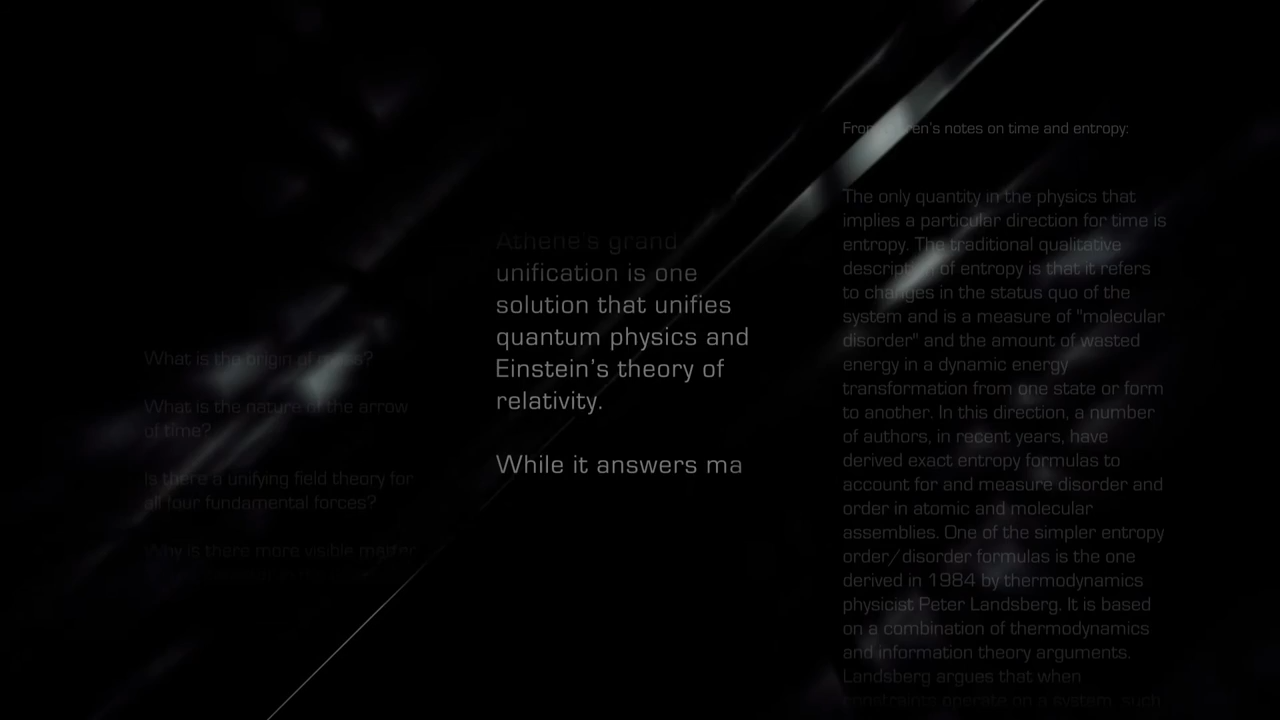 What is the origin of mass?
What is the nature of the arrow
of time?
Is there a unifying field theory for
all four fundamental forces?
Why is there more visible matter
Athene's grand
unification is one
solution that unifies
quantum physics and
Einstein's theory of
relativity.
While it answers ma
notes on time and entropy:
The only quantity in the physics that
implies a particular direction for time is
entropy. The traditional qualitative
description of entropy is that it refers
to changes in the status quo of the
system and is a measure of "molecular
disorder" and the amount of wasted
energy in a dynamic energy
transformation from one state or form
to another. In this direction, a number
of authors, in recent years, have
derived exact entropy formulas to
account for and measure disorder and
order in atomic and molecular
assemblies. One of the simpler entropy
order/disorder formulas is the one
derived in 1984 by thermodynamics
physicist Peter Landsberg. It is based
on a combination of thermodynamics
and information theory arguments.
Landsberg argues that when
constraints operate on a system, such